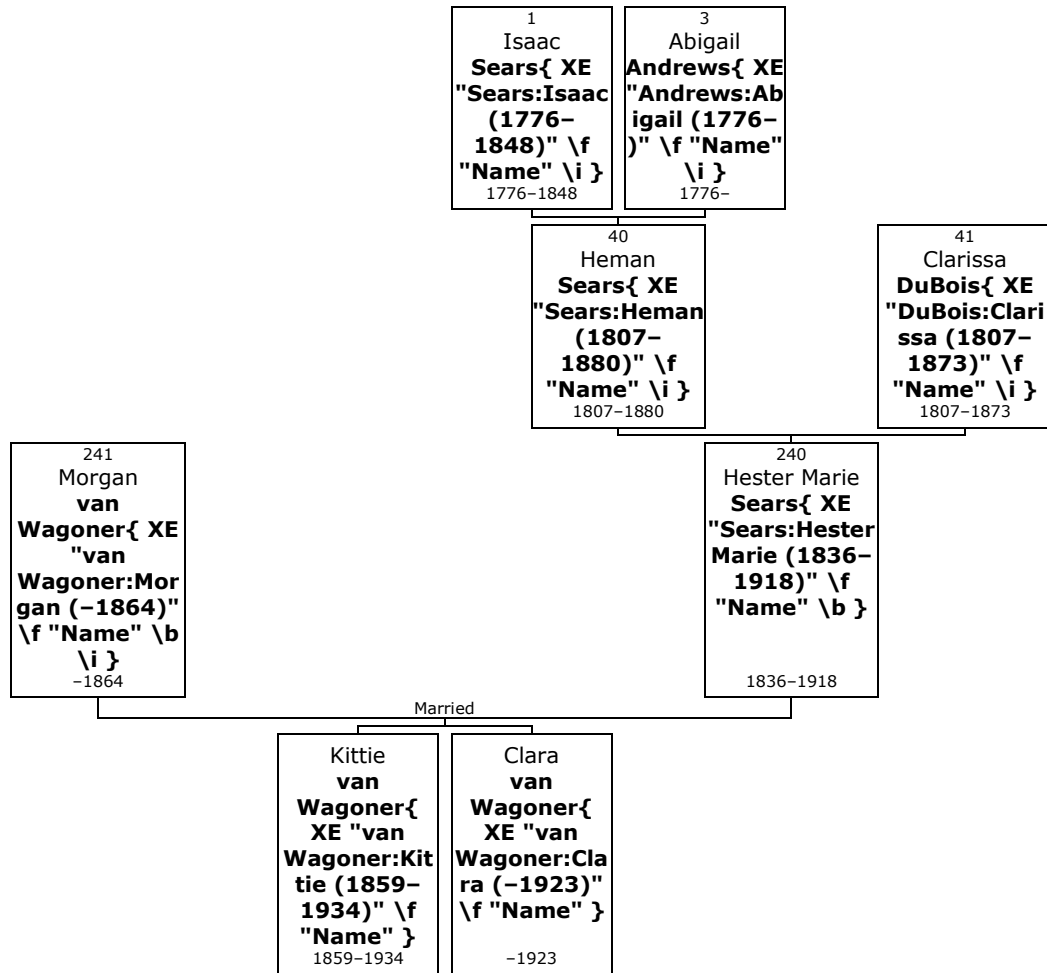 1
Isaac
Sears{ XE
"Sears:Isaac
(1776–
1848)" \f
"Name" \i }
1776–1848
3
Abigail
Andrews{ XE
"Andrews:Ab
igail (1776–
)" \f "Name"
\i }
1776–
40
Heman
Sears{ XE
"Sears:Heman
(1807–
1880)" \f
"Name" \i }
1807–1880
41
Clarissa
DuBois{ XE
"DuBois:Clari
ssa (1807–
1873)" \f
"Name" \i }
1807–1873
241
Morgan
van
Wagoner{ XE
"van
Wagoner:Mor
gan (–1864)"
\f "Name" \b
\i }
–1864
240
Hester Marie
Sears{ XE
"Sears:Hester
Marie (1836–
1918)" \f
"Name" \b }
1836–1918
Married
Kittie
van
Wagoner{
XE "van
Wagoner:Kit
tie (1859–
1934)" \f
"Name" }
1859–1934
Clara
van
Wagoner{
XE "van
Wagoner:Cla
ra (–1923)"
\f "Name" }
–1923